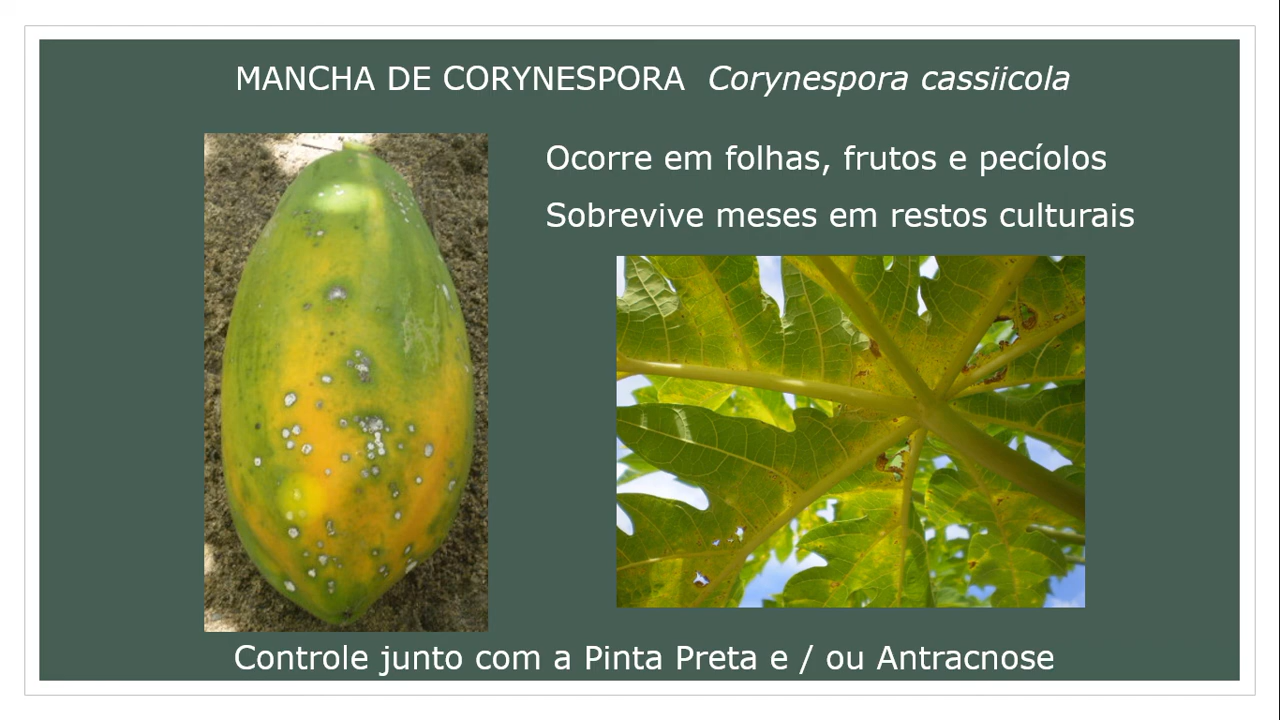 MANCHA DE CORYNESPORA Corynespora cassiicola
Ocorre em folhas, frutos e pecíolos
Sobrevive meses em restos culturais
Controle junto com a Pinta Preta e / ou Antracnose